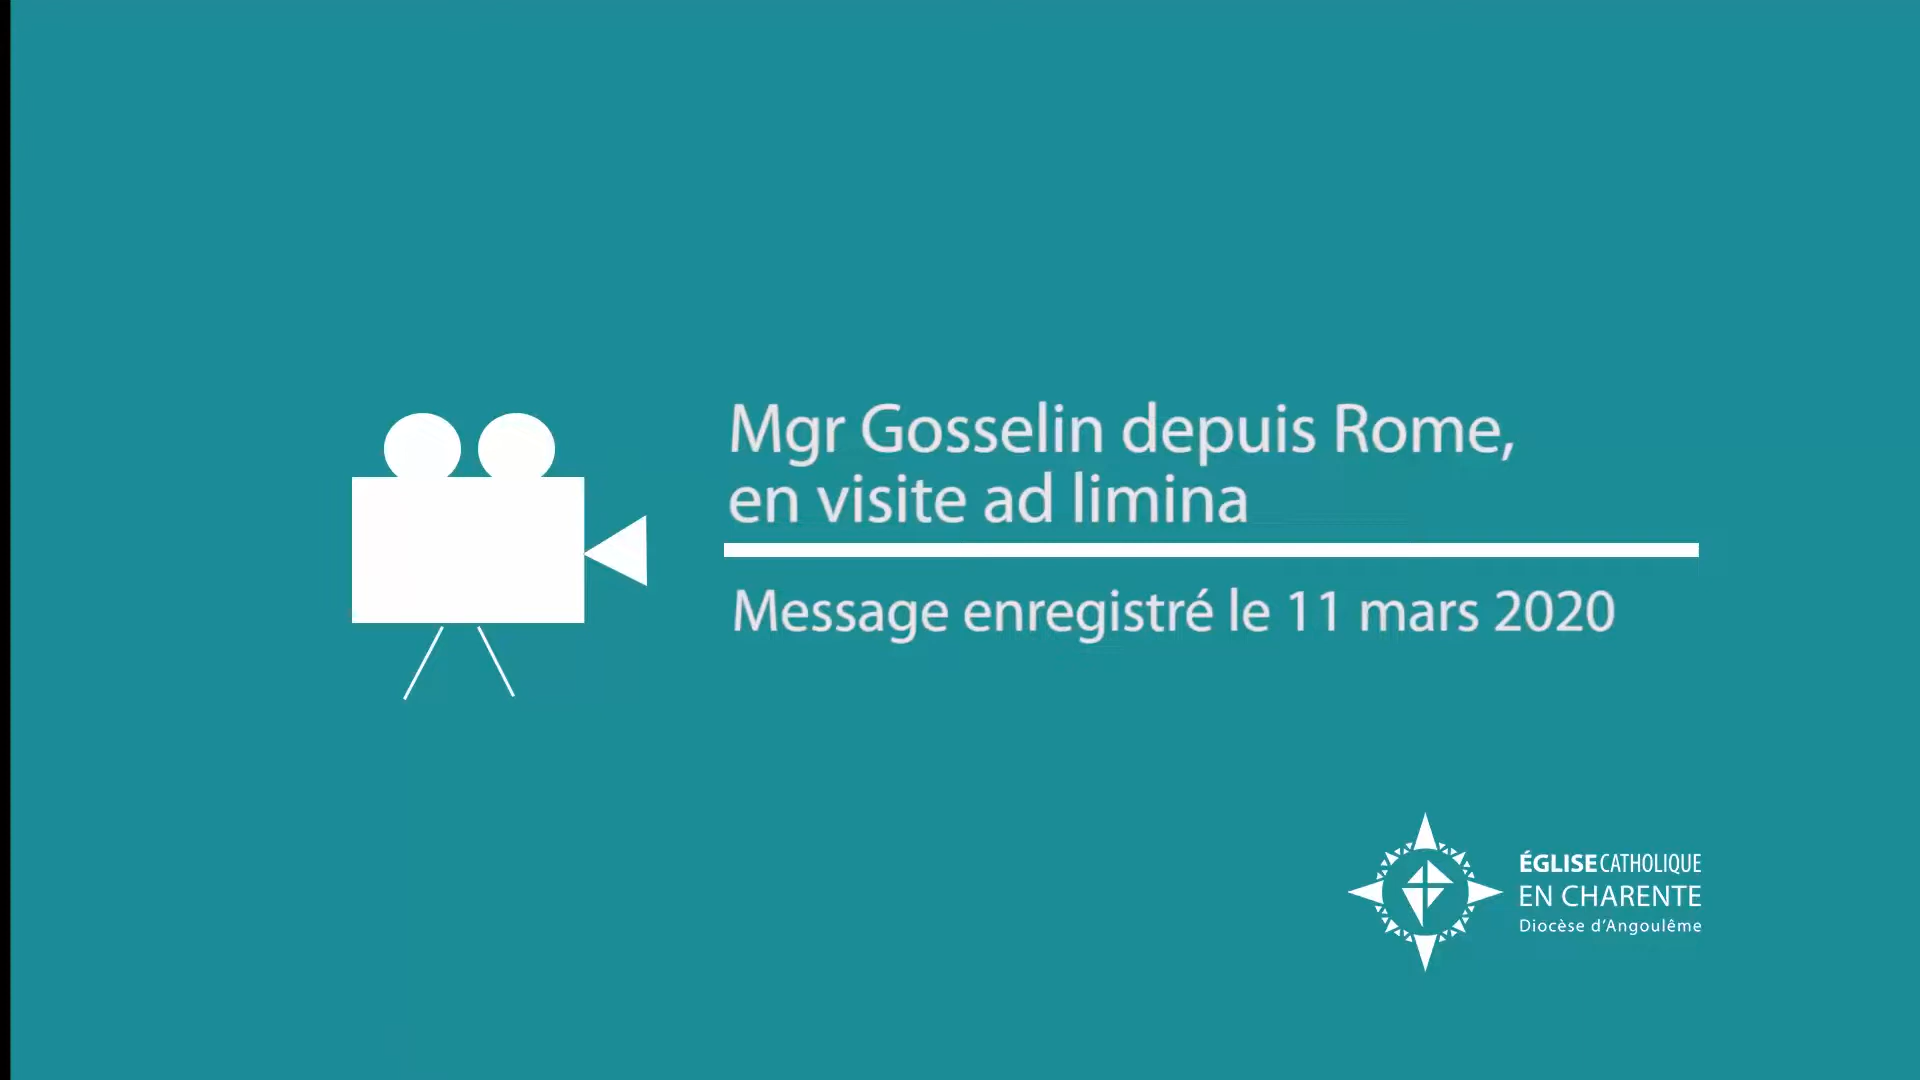 Mgr Gosselin depuis Rome,
en visite ad limina
Message enregistré le 11 mars 2020
ÉGLISE CATHOLIQUE
EN CHARENTE
Diocèse d'Angoulême